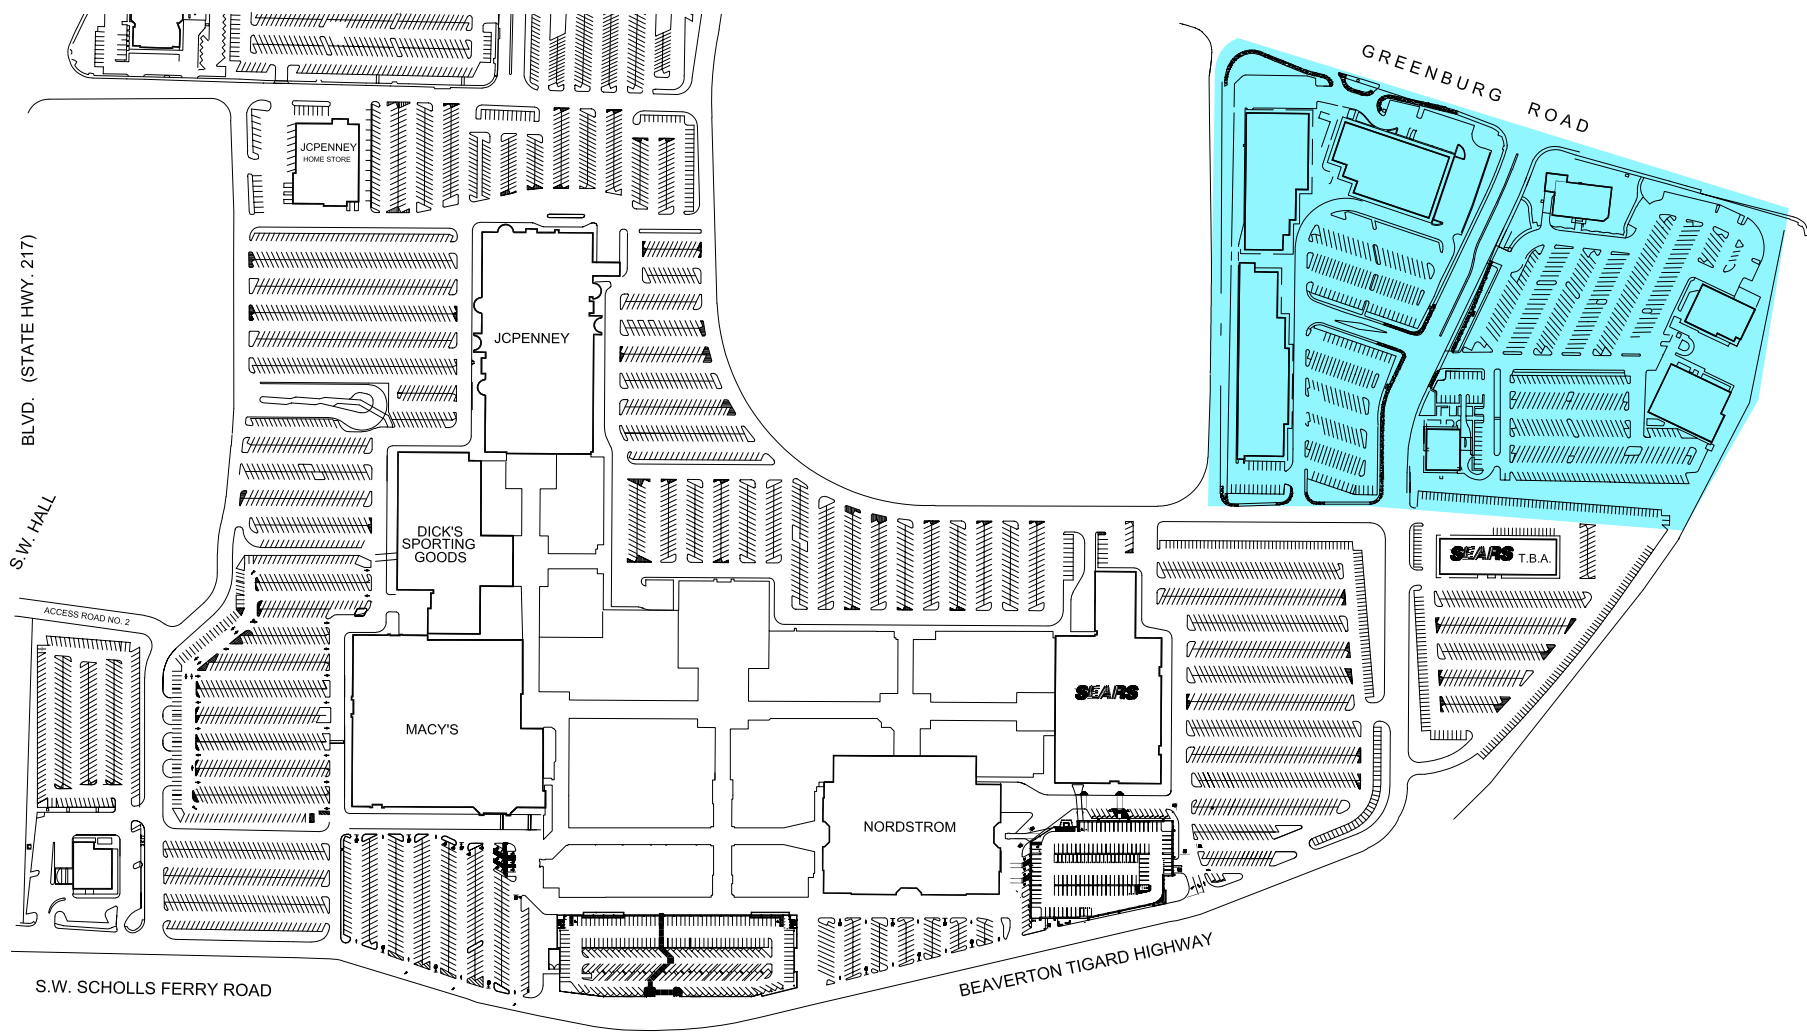 GREENBURG ROAD
JCPENNEY
HOME STORE
BLVD. (STATE HWY. 217)
S.W. HALL
JCPENNEY
DICK'S
SPORTING
GOODS
SEARS T.B.A.
ACCESS ROAD NO. 2
SEARS
MACY'S
NORDSTROM
BEAVERTON TIGARD HIGHWAY
S.W. SCHOLLS FERRY ROAD